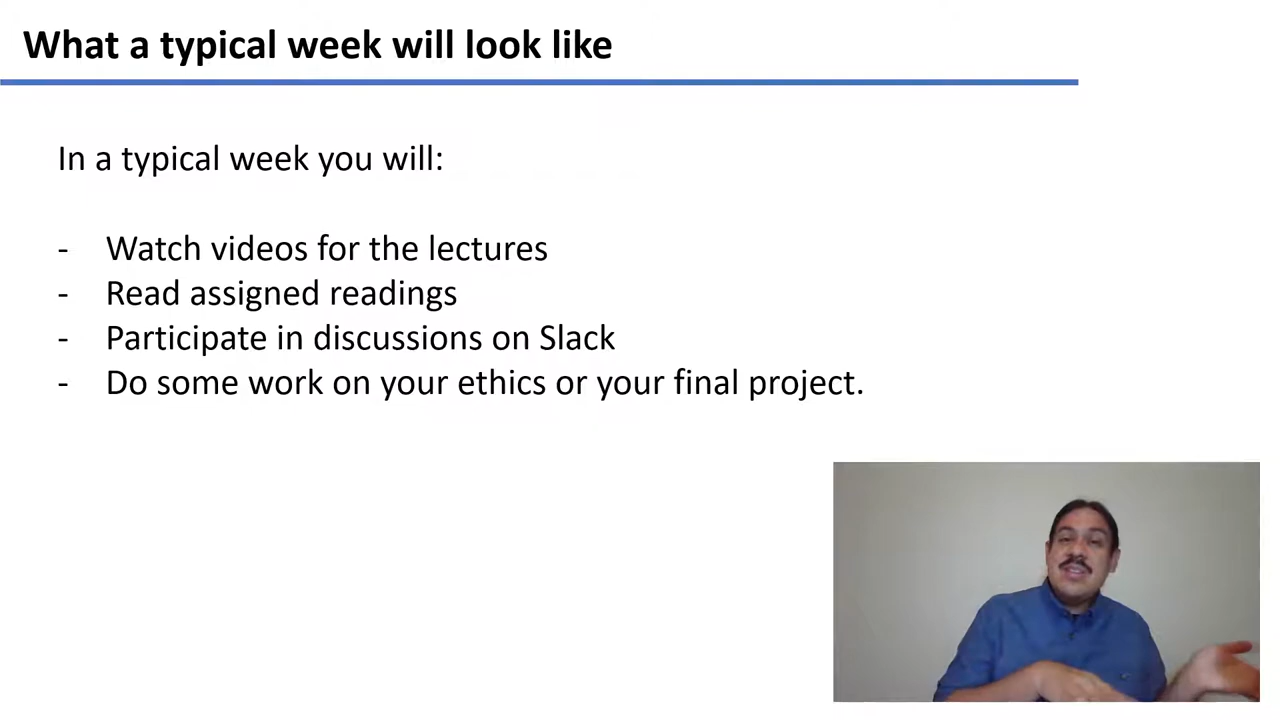 What a typical week will look like
In a typical week you will:
- Watch videos for the lectures
- Read assigned readings
- Participate in discussions on Slack
- Do some work on your ethics or your final project.